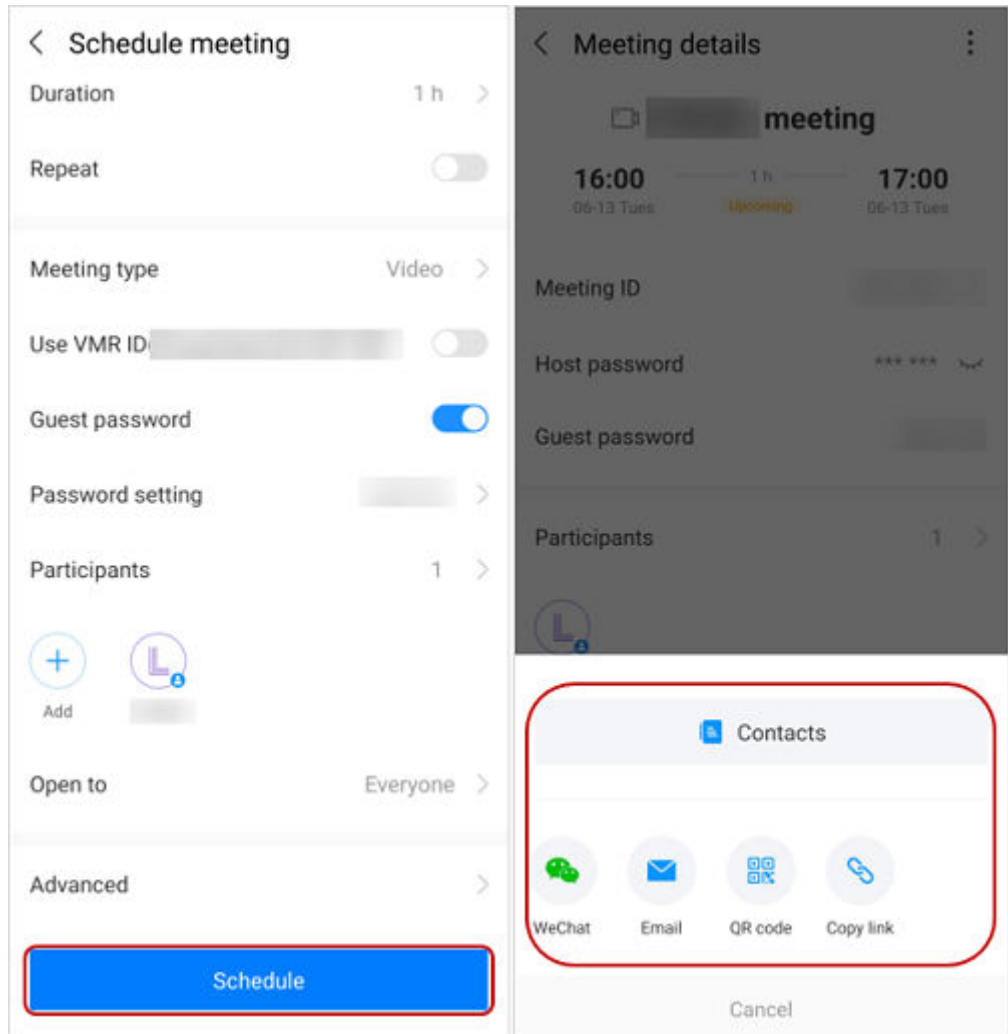 Schedule meeting
Duration 1 h
Repeat
Meeting type Video
Use VMR ID
Guest password
Password setting
Participants 1
L
Add
Open to Everyone
Advanced
Schedule
Meeting details
meeting
16:00 1 h 17:00
06-13 Tues Upcoming 06-13 Tues
Meeting ID
Host password *** ***
Guest password
Participants 1
L
Contacts
WeChat Email QR code Copy link
Cancel